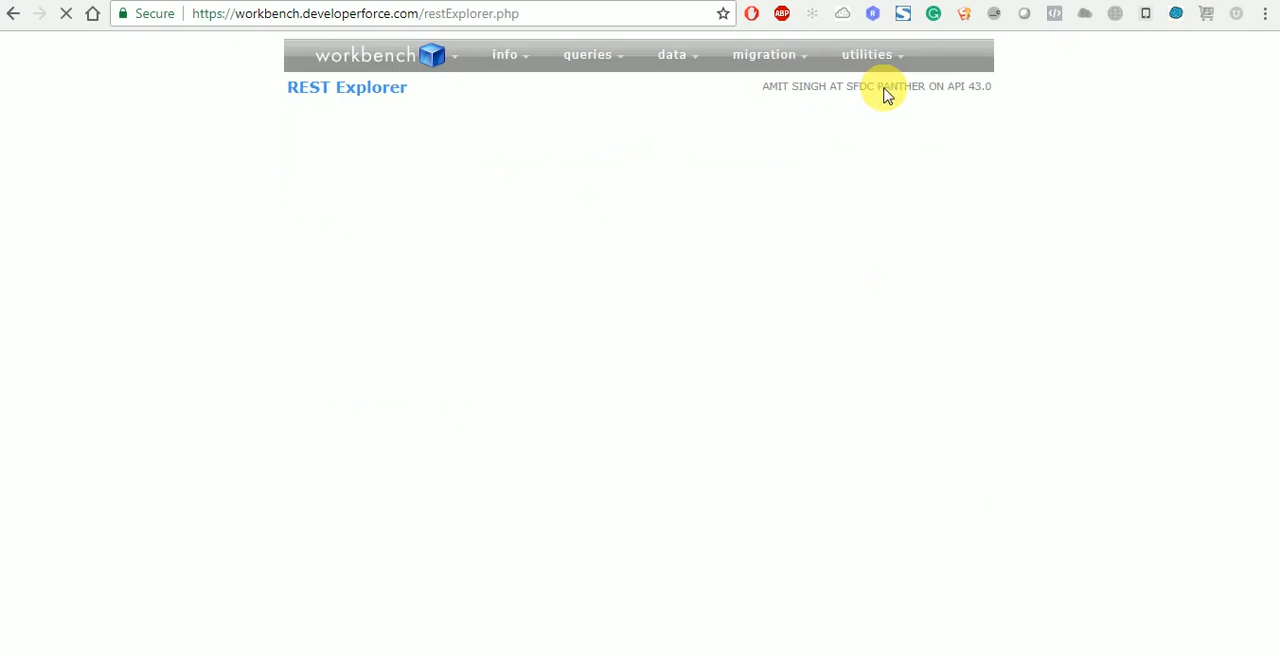 Secure https://workbench.developerforce.com/restExplorer.php ABP R S G
workbench info queries data migration utilities
REST Explorer AMIT SINGH AT SFDC PANTHER ON API 43.0